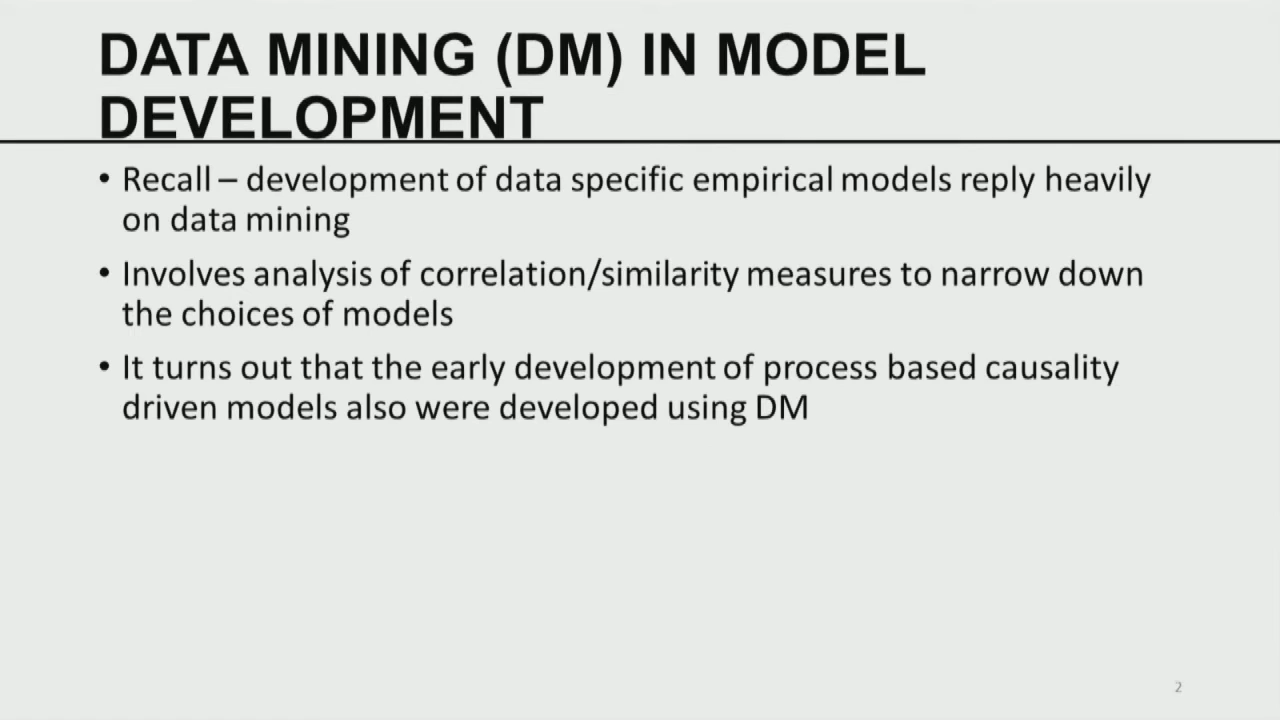 DATA MINING (DM) IN MODEL
DEVELOPMENT
• Recall – development of data specific empirical models reply heavily
on data mining
• Involves analysis of correlation/similarity measures to narrow down
the choices of models
• It turns out that the early development of process based causality
driven models also were developed using DM
2